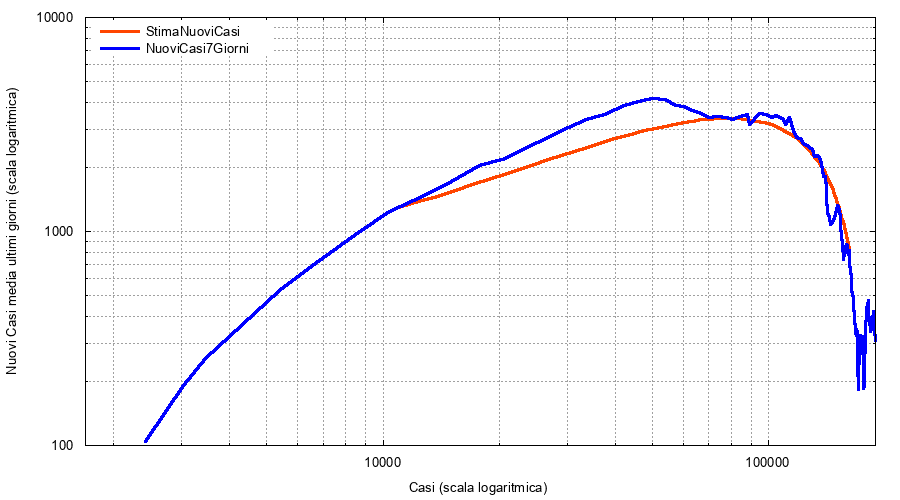 10000
StimaNuoviCasi
NuoviCasi7Giorni
Nuovi Casi media ultimi giorni (scala logaritmica)
1000
100
10000
100000
Casi (scala logaritmica)